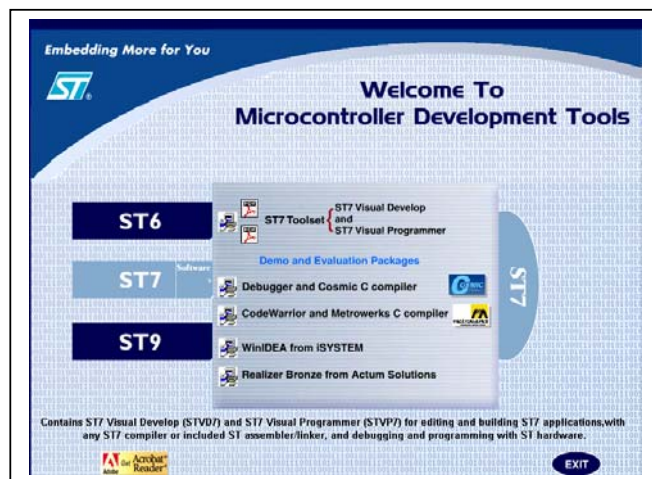 Embedding More for You
ST
Welcome To
Microcontroller Development Tools
ST6
ST7
Software
ST9
ST7 Toolset
ST7 Visual Develop
and
ST7 Visual Programmer
Demo and Evaluation Packages
Debugger and Cosmic C compiler
CodeWarrior and Metrowerks C compiler
WinIDEA from iSYSTEM
Realizer Bronze from Actum Solutions
ST7
Contains ST7 Visual Develop (STVD7) and ST7 Visual Programmer (STVP7) for editing and building ST7 applications,with
any ST7 compiler or included ST assembler/linker, and debugging and programming with ST hardware.
Adobe
Get Acrobat
Reader
EXIT